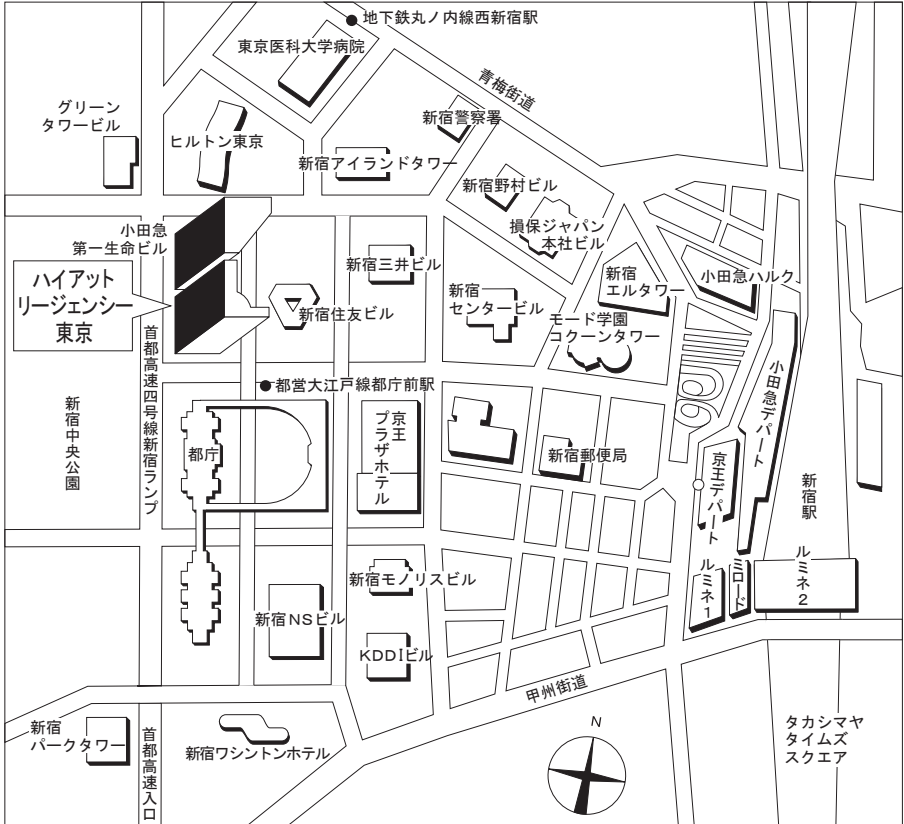 地下鉄丸ノ内線西新宿駅
東京医科大学病院
青梅街道
グリーン
タワービル
新宿警察署
ヒルトン東京
新宿アイランドタワー
新宿野村ビル
小田急
第一生命ビル
損保ジャパン
本社ビル
新宿三井ビル
新宿
エルタワー
小田急ハルク
ハイアット
リージェンシー
東京
新宿住友ビル
新宿
センタービル
モード学園
コクーンタワー
首都高速四号線新宿ランプ
小田急デパート
都営大江戸線都庁前駅
新宿中央公園
都庁
京王
プラザホテル
新宿郵便局
京王デパート
新宿駅
新宿モノリスビル
ルミネ1
ミロード
ルミネ2
新宿NSビル
KDDIビル
甲州街道
新宿
パークタワー
首都高速入口
新宿ワシントンホテル
N
タカシマヤ
タイムズ
スクエア